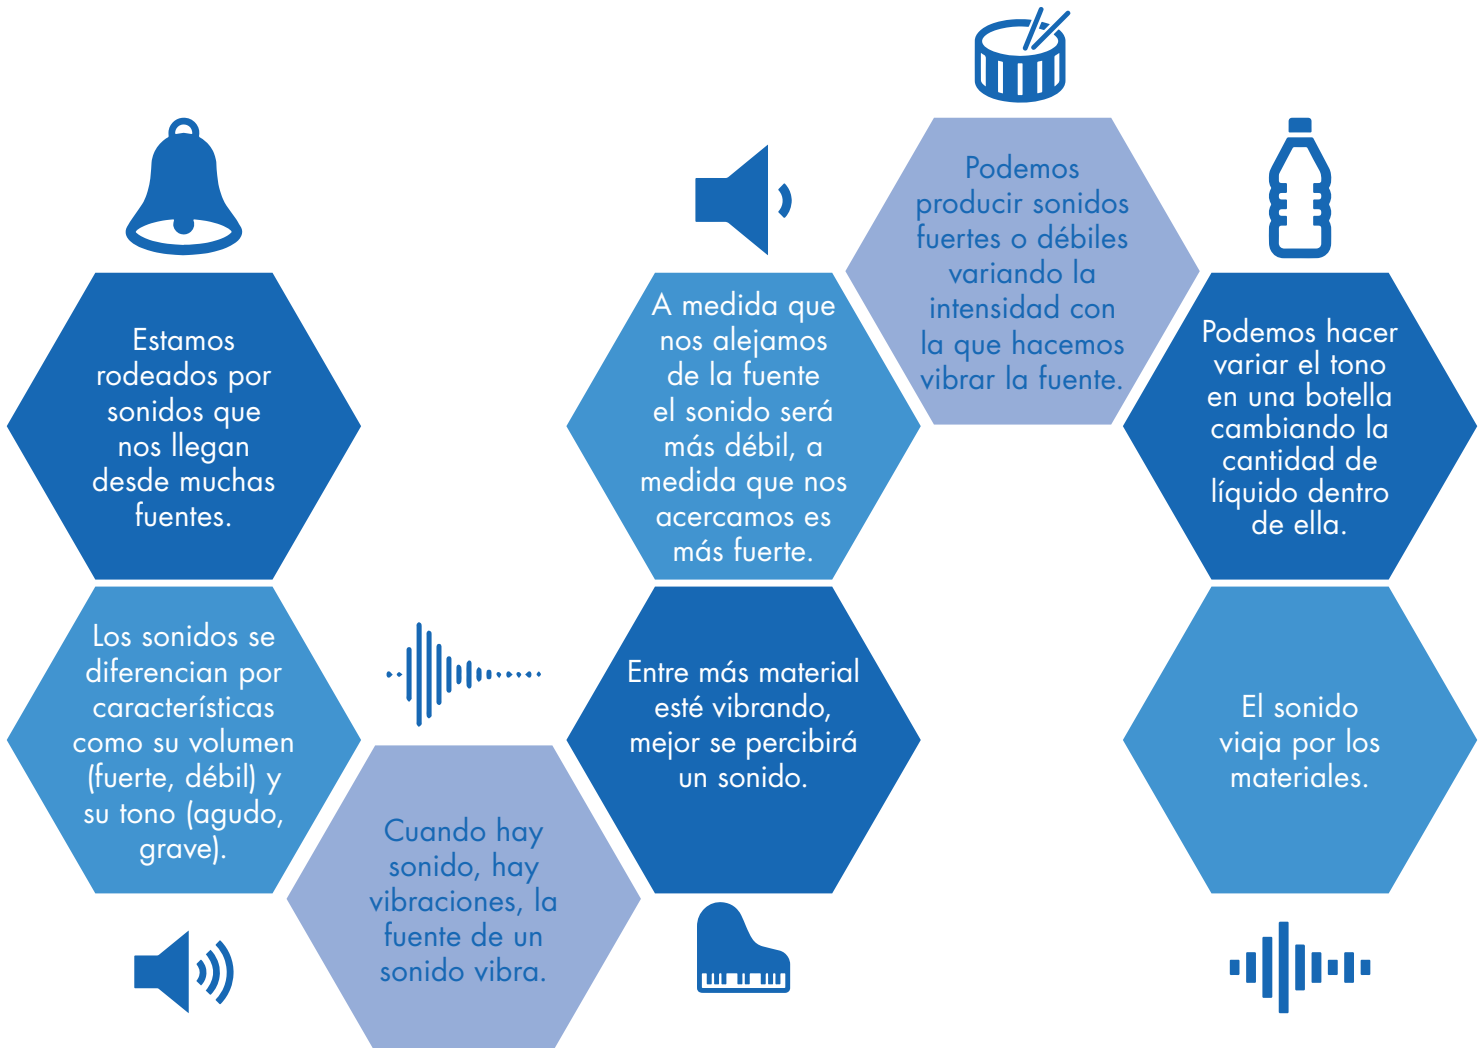 Estamos
rodeados por
sonidos que
nos llegan
desde muchas
fuentes.
Los sonidos se
diferencian por
características
como su volumen
(fuerte, débil) y
su tono (agudo,
grave).
Cuando hay
sonido, hay
vibraciones, la
fuente de un
sonido vibra.
Entre más material
esté vibrando,
mejor se percibirá
un sonido.
A medida que
nos alejamos
de la fuente
el sonido será
más débil, a
medida que nos
acercamos es
más fuerte.
Podemos
producir sonidos
fuertes o débiles
variando la
intensidad con
la que hacemos
vibrar la fuente.
Podemos hacer
variar el tono
en una botella
cambiando la
cantidad de
líquido dentro
de ella.
El sonido
viaja por los
materiales.